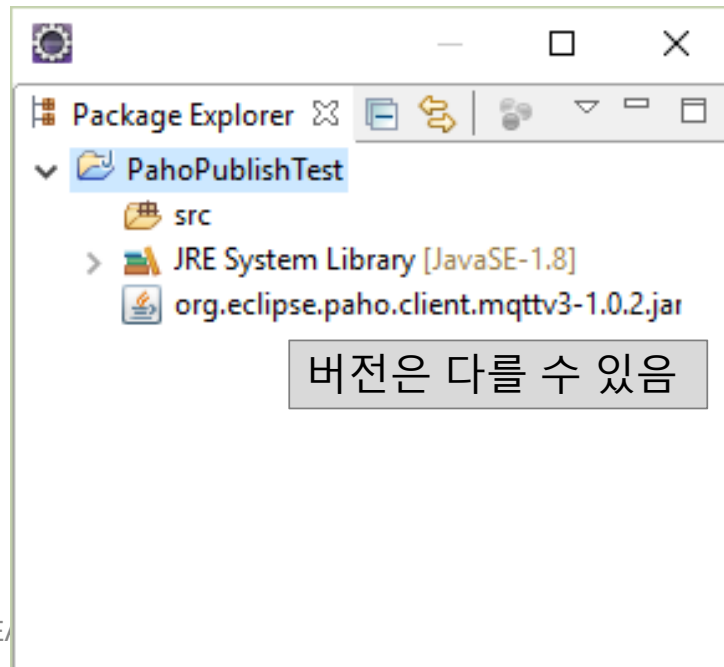 Package Explorer
PahoPublishTest
src
JRE System Library [JavaSE-1.8]
org.eclipse.paho.client.mqttv3-1.0.2.jar
버전은 다를 수 있음